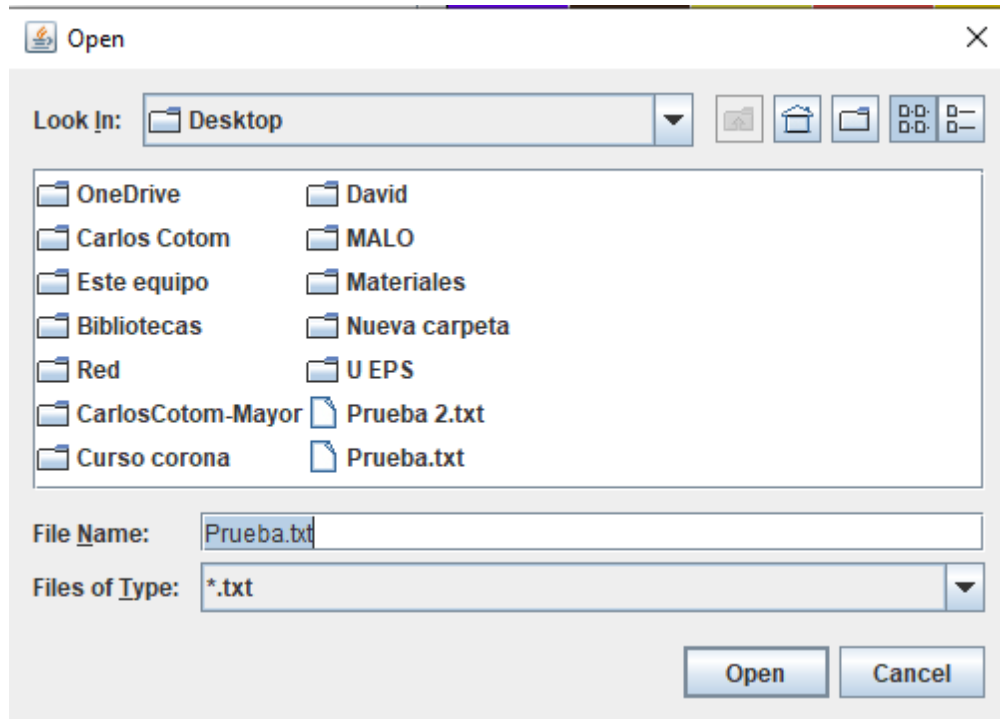 Open
Look In: Desktop
OneDrive
Carlos Cotom
Este equipo
Bibliotecas
Red
CarlosCotom-Mayor
Curso corona
David
MALO
Materiales
Nueva carpeta
U EPS
Prueba 2.txt
Prueba.txt
File Name: Prueba.txt
Files of Type: *.txt
Open Cancel